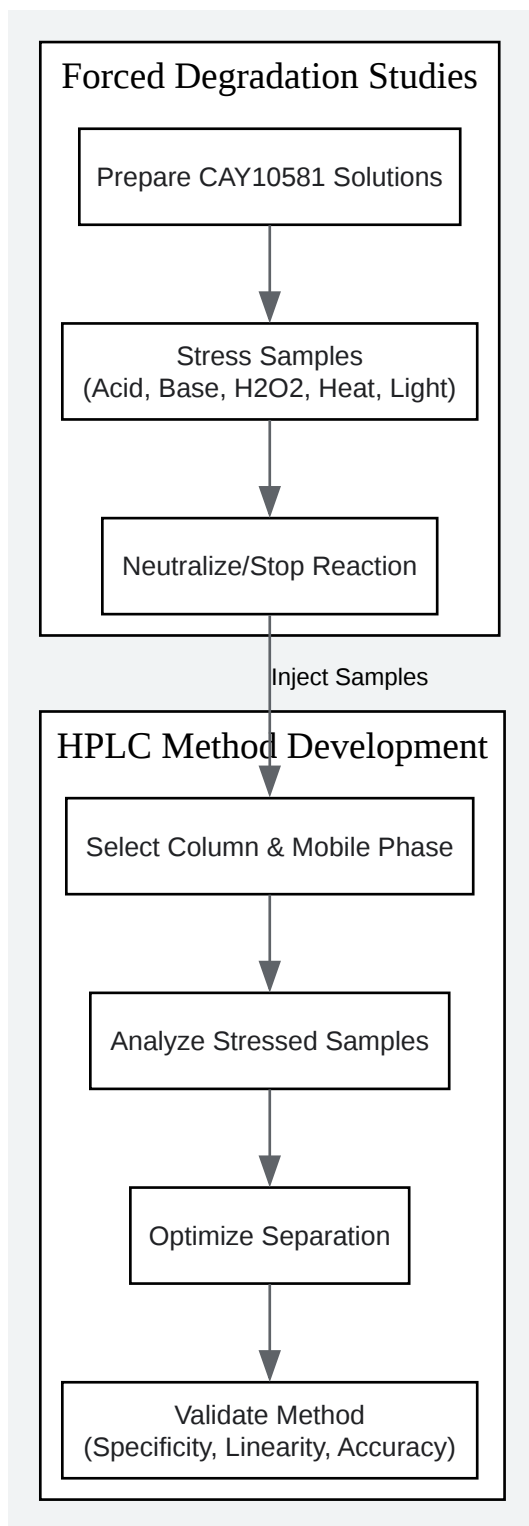 Forced Degradation Studies
Prepare CAY10581 Solutions
Stress Samples
(Acid, Base, H2O2, Heat, Light)
Neutralize/Stop Reaction
Inject Samples
HPLC Method Development
Select Column & Mobile Phase
Analyze Stressed Samples
Optimize Separation
Validate Method
(Specificity, Linearity, Accuracy)